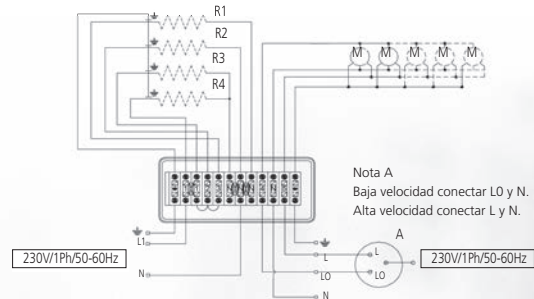 R1
R2
R3
R4
M M M M M
Nota A
Baja velocidad conectar L0 y N.
Alta velocidad conectar L y N.
A
L1
230V/1Ph/50-60Hz
N
L
LO
N
L
LO
230V/1Ph/50-60Hz